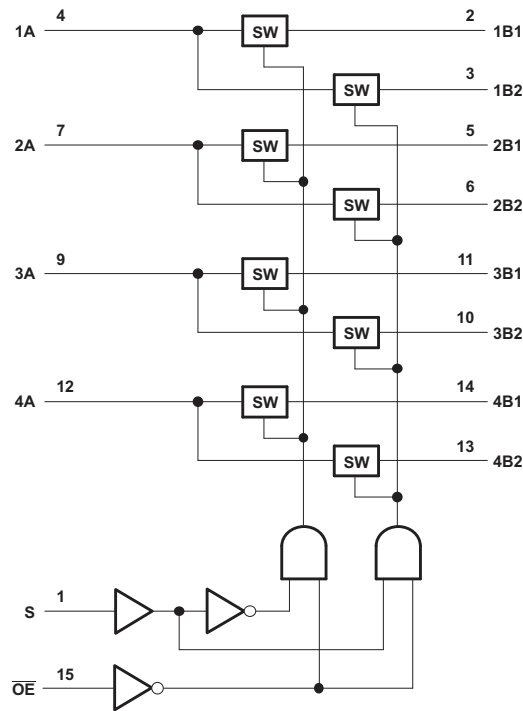 1A 4 SW 2 1B1
SW 3 1B2
2A 7 SW 5 2B1
SW 6 2B2
3A 9 SW 11 3B1
SW 10 3B2
4A 12 SW 14 4B1
SW 13 4B2
S 1
O̅E̅ 15